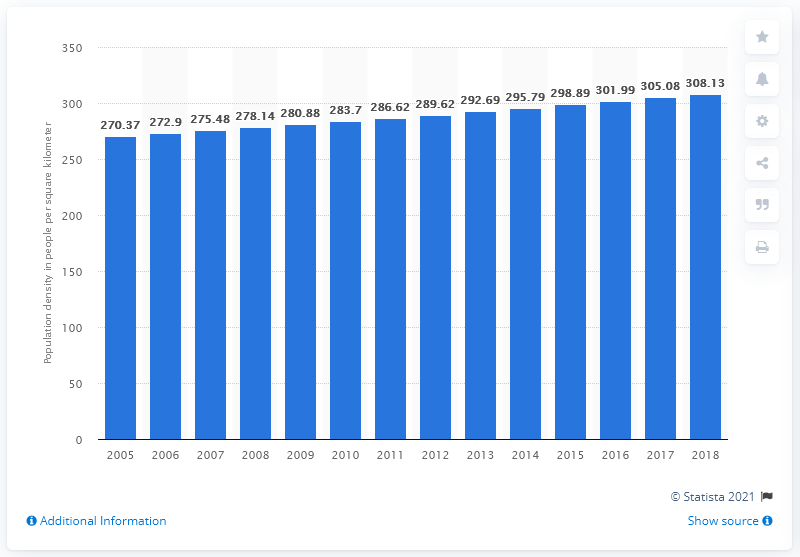 350
300
250
200
150
100
50
0
Population density in people per square kilometer
270.37 272.9 275.48 278.14 280.88 283.7 286.62 289.62 292.69 295.79 298.89 301.99 305.08 308.13
2005 2006 2007 2008 2009 2010 2011 2012 2013 2014 2015 2016 2017 2018
© Statista 2021
Additional Information Show source